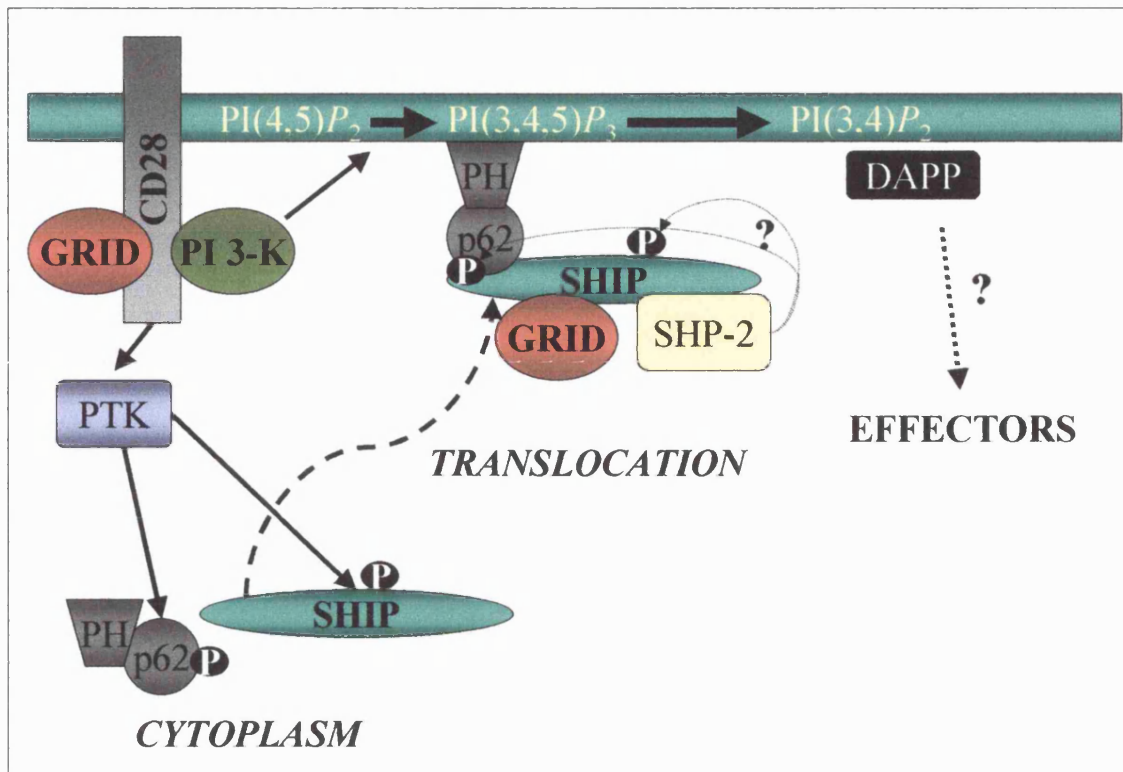 CD28
PI(4,5)P2
PI(3,4,5)P3
PI(3,4)P2
GRID
PI 3-K
PH
p62
P
P
SHIP
GRID
SHP-2
?
DAPP
?
EFFECTORS
PTK
TRANSLOCATION
P
SHIP
PH
p62
P
CYTOPLASM